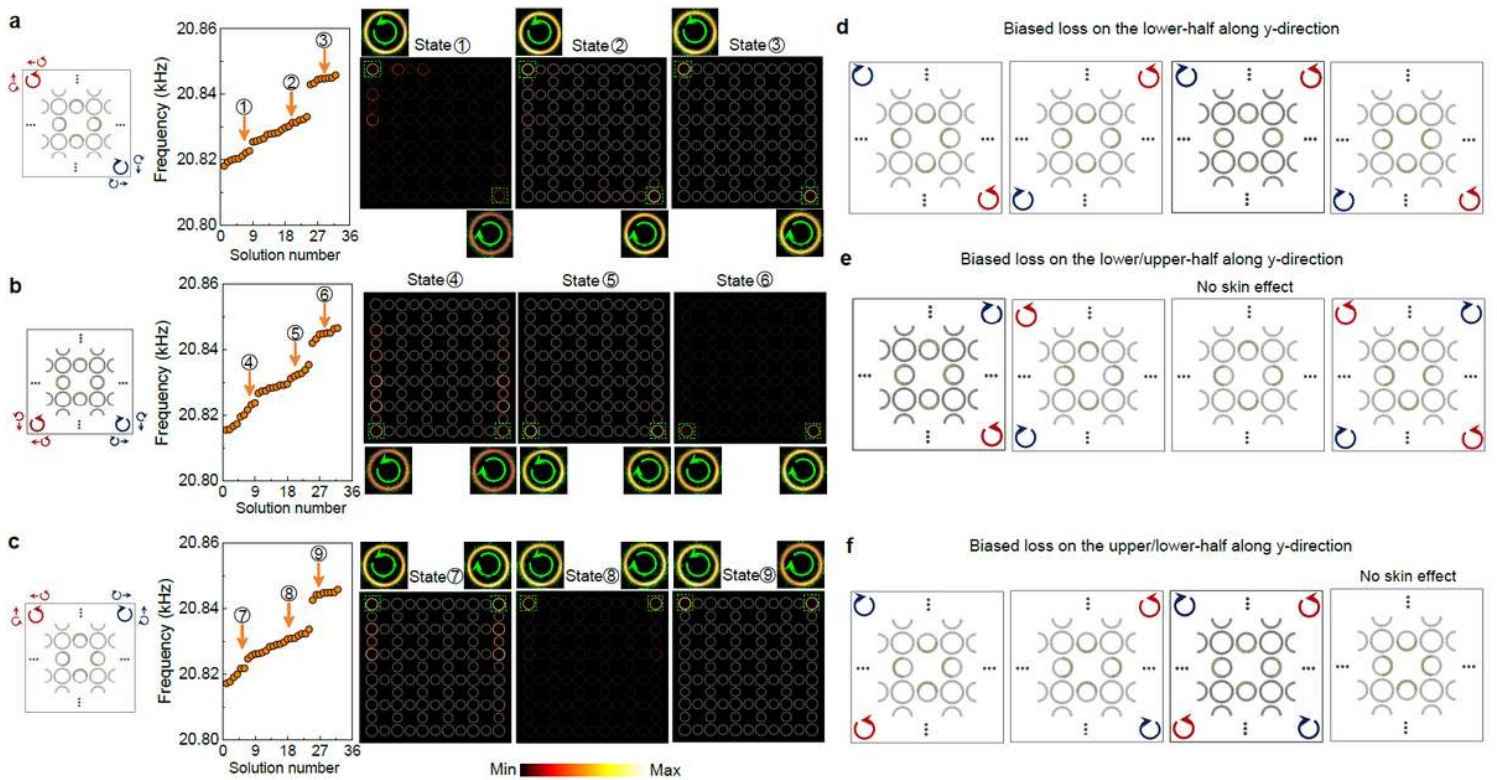 a
20.86
20.84
20.82
20.80
Frequency (kHz)
0 9 18 27 36
Solution number
①
②
③
State①
State②
State③
b
20.86
20.84
20.82
20.80
Frequency (kHz)
0 9 18 27 36
Solution number
④
⑤
⑥
State④
State⑤
State⑥
c
20.86
20.84
20.82
20.80
Frequency (kHz)
0 9 18 27 36
Solution number
⑦
⑧
⑨
State⑦
State⑧
State⑨
Min
Max
d
Biased loss on the lower-half along y-direction
e
Biased loss on the lower/upper-half along y-direction
No skin effect
f
Biased loss on the upper/lower-half along y-direction
No skin effect